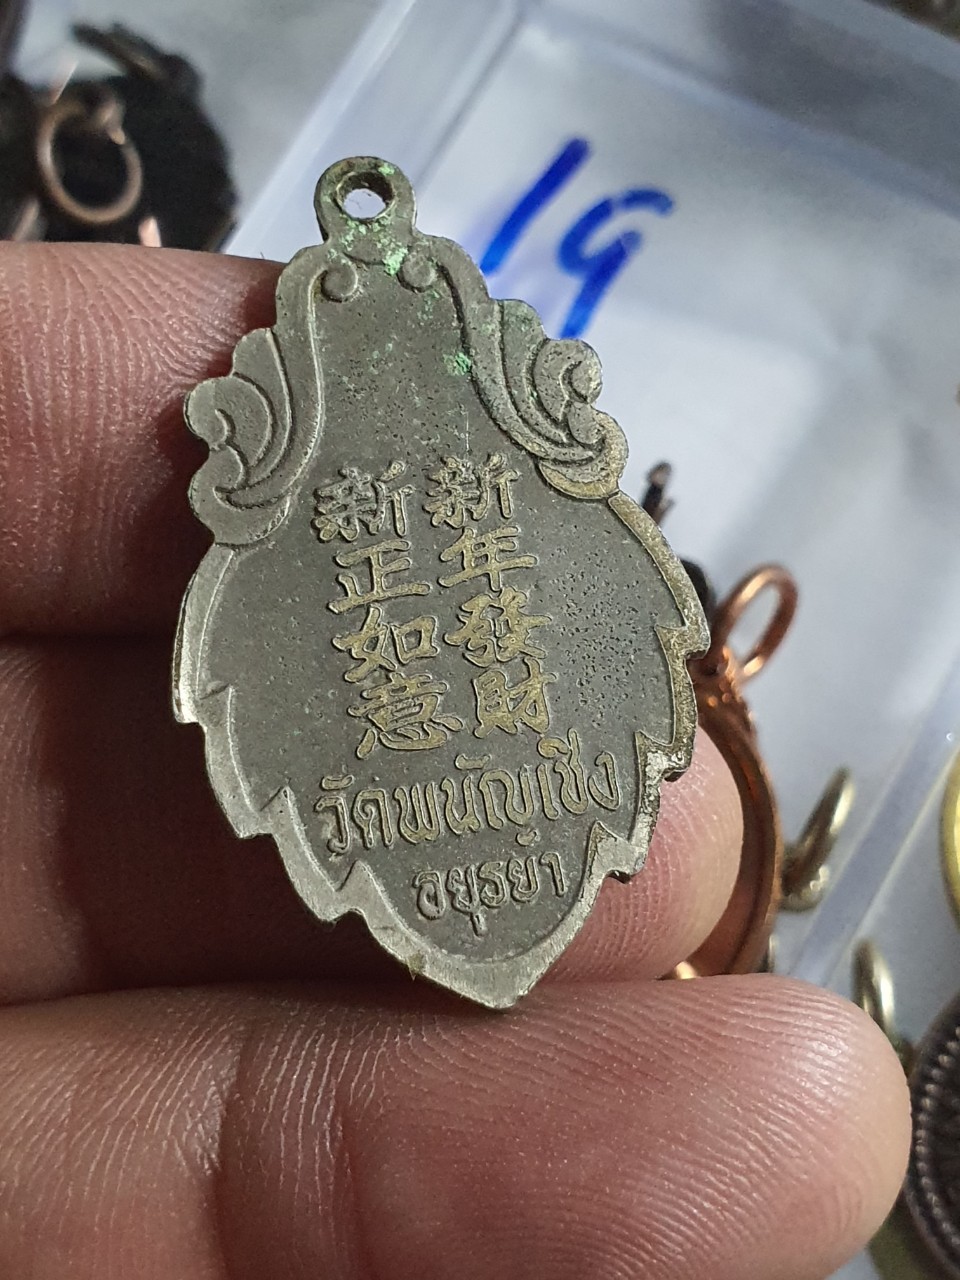 19
新年發財
新正如意
วัดพนัญเชิง
อยุธยา